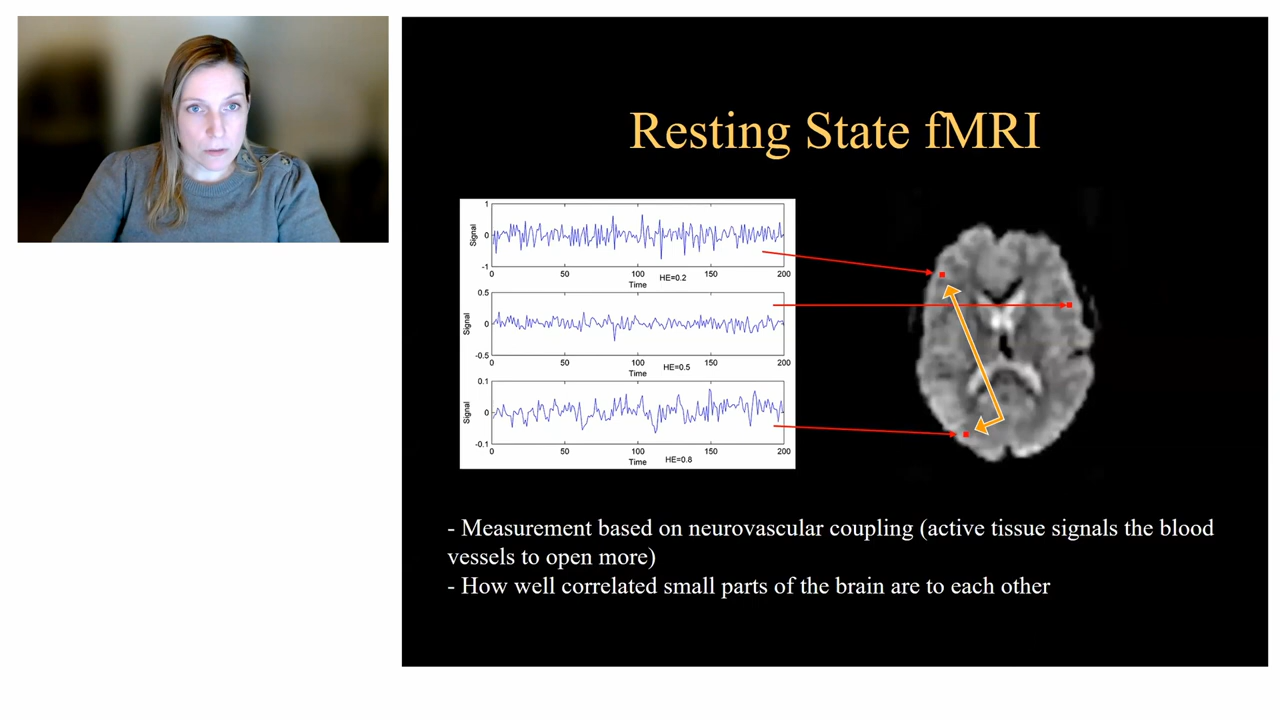 Resting State fMRI
1
0
-1
Signal
0
50
100
150
200
Time
HE=0.2
0.5
0
-0.5
Signal
0
50
100
150
200
Time
HE=0.5
0.1
0
-0.1
Signal
0
50
100
150
200
Time
HE=0.8
- Measurement based on neurovascular coupling (active tissue signals the blood
vessels to open more)
- How well correlated small parts of the brain are to each other